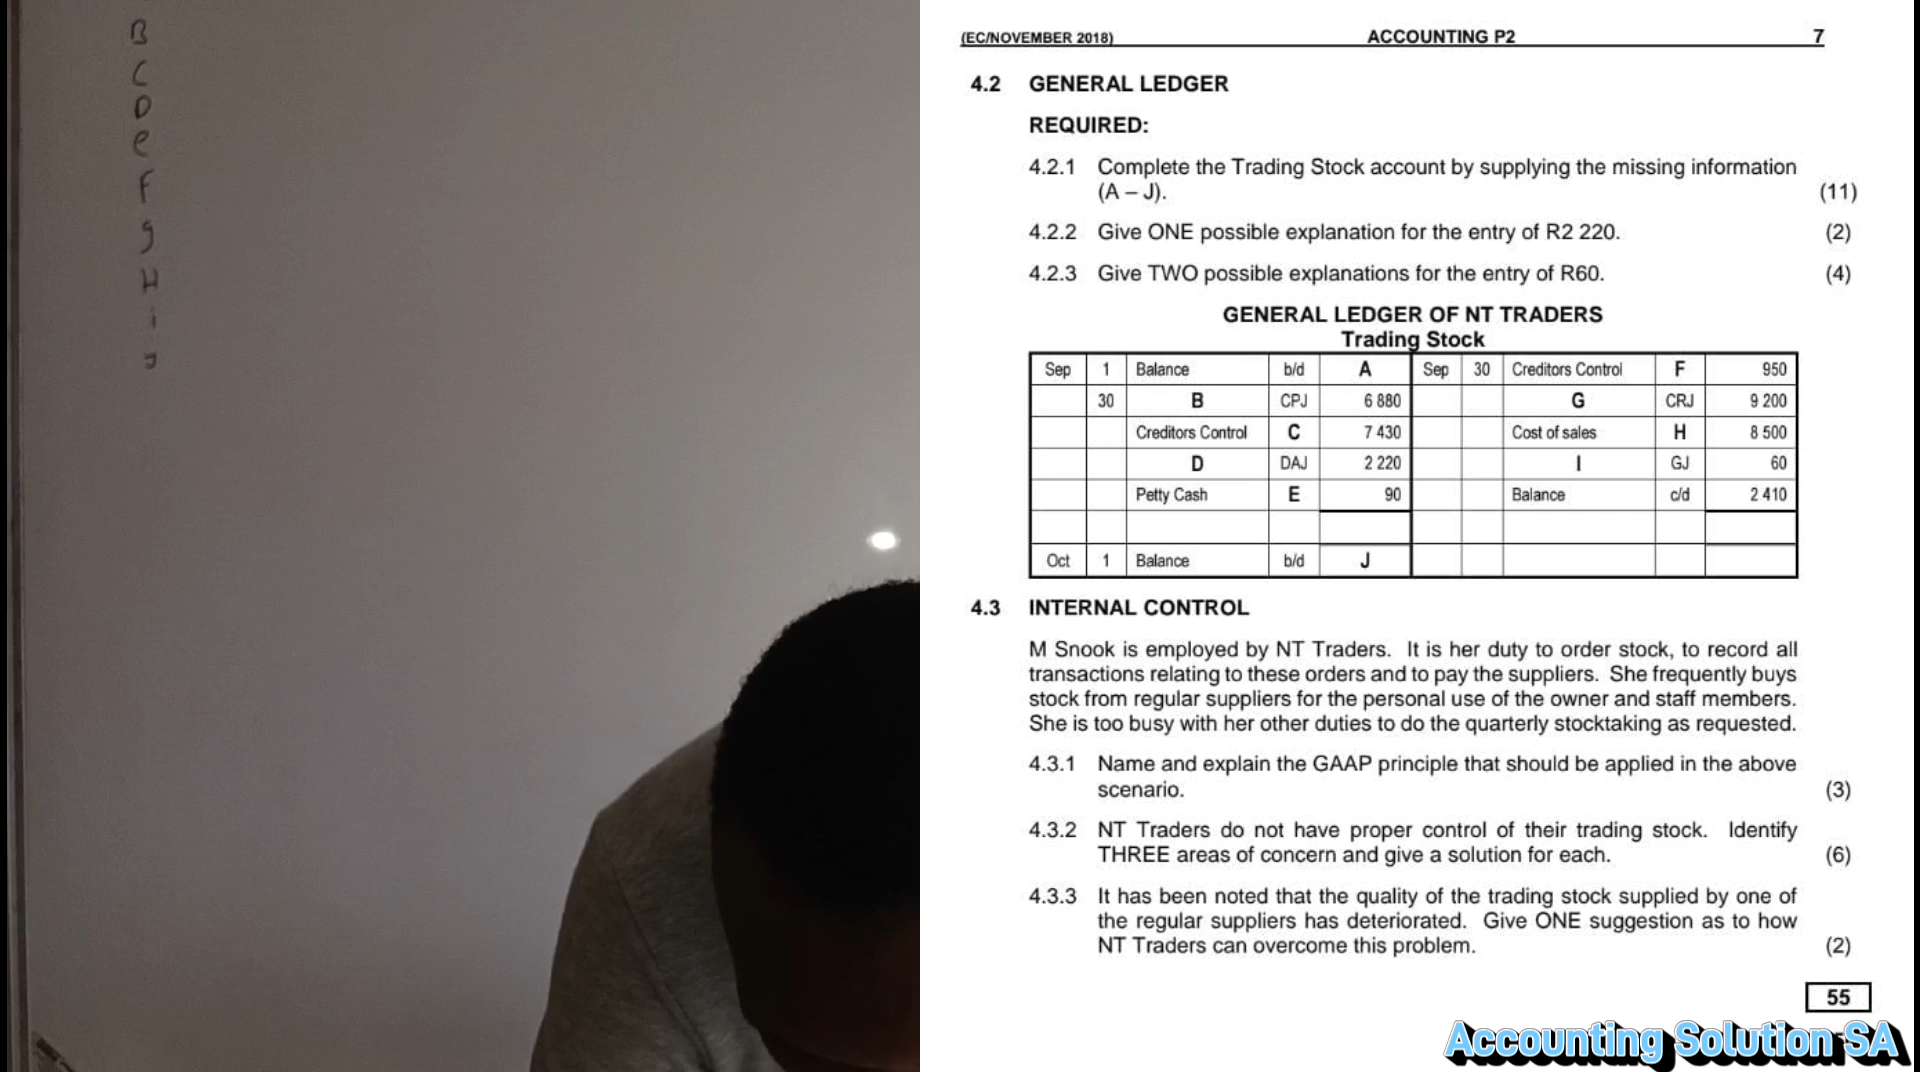 B
C
D
e
F
g
H
i
J
(EC/NOVEMBER 2018) ACCOUNTING P2 7
4.2 GENERAL LEDGER
REQUIRED:
4.2.1 Complete the Trading Stock account by supplying the missing information
(A – J). (11)
4.2.2 Give ONE possible explanation for the entry of R2 220. (2)
4.2.3 Give TWO possible explanations for the entry of R60. (4)
GENERAL LEDGER OF NT TRADERS
Trading Stock
Sep 1 Balance b/d A Sep 30 Creditors Control F 950
30 B CPJ 6 880 G CRJ 9 200
Creditors Control C 7 430 Cost of sales H 8 500
D DAJ 2 220 I GJ 60
Petty Cash E 90 Balance c/d 2 410
Oct 1 Balance b/d J
4.3 INTERNAL CONTROL
M Snook is employed by NT Traders. It is her duty to order stock, to record all
transactions relating to these orders and to pay the suppliers. She frequently buys
stock from regular suppliers for the personal use of the owner and staff members.
She is too busy with her other duties to do the quarterly stocktaking as requested.
4.3.1 Name and explain the GAAP principle that should be applied in the above
scenario. (3)
4.3.2 NT Traders do not have proper control of their trading stock. Identify
THREE areas of concern and give a solution for each. (6)
4.3.3 It has been noted that the quality of the trading stock supplied by one of
the regular suppliers has deteriorated. Give ONE suggestion as to how
NT Traders can overcome this problem. (2)
55
Accounting Solution SA